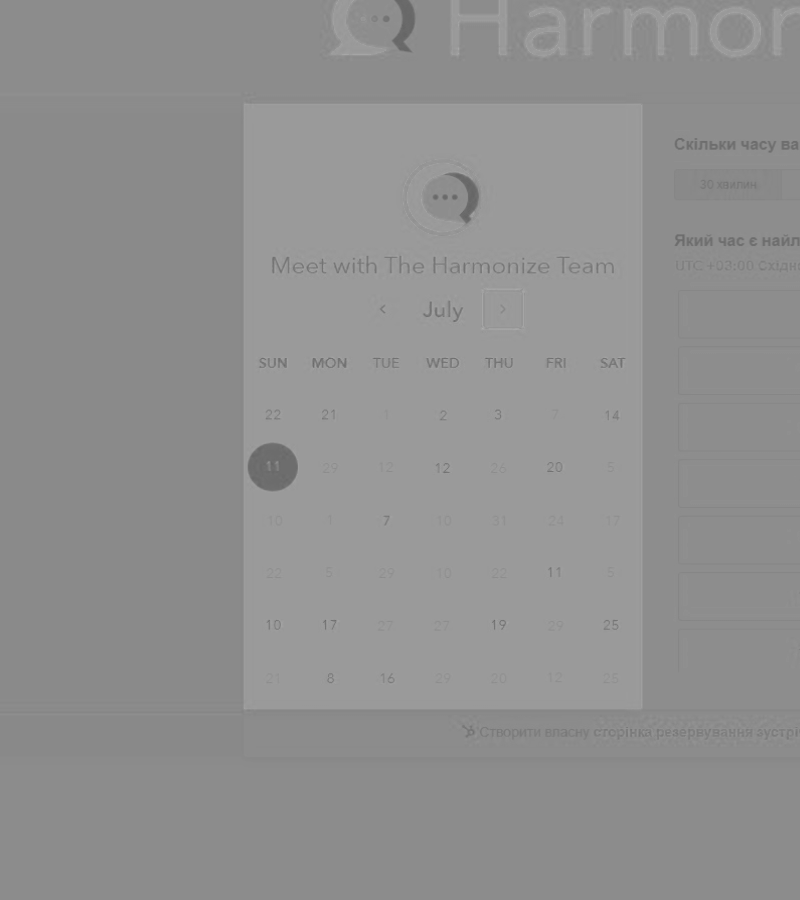 Harmon
Скільки часу ва
30 хвилин
Який час є найл
UTC +03:00 Східн
Meet with The Harmonize Team
July
SUN MON TUE WED THU FRI SAT
22 21 1 2 3 7 14
11 29 12 12 26 20 5
10 1 7 10 31 24 17
22 5 29 10 22 11 5
10 17 27 27 19 29 25
21 8 16 29 20 12 25
Створити власну сторінка резервування зустрі